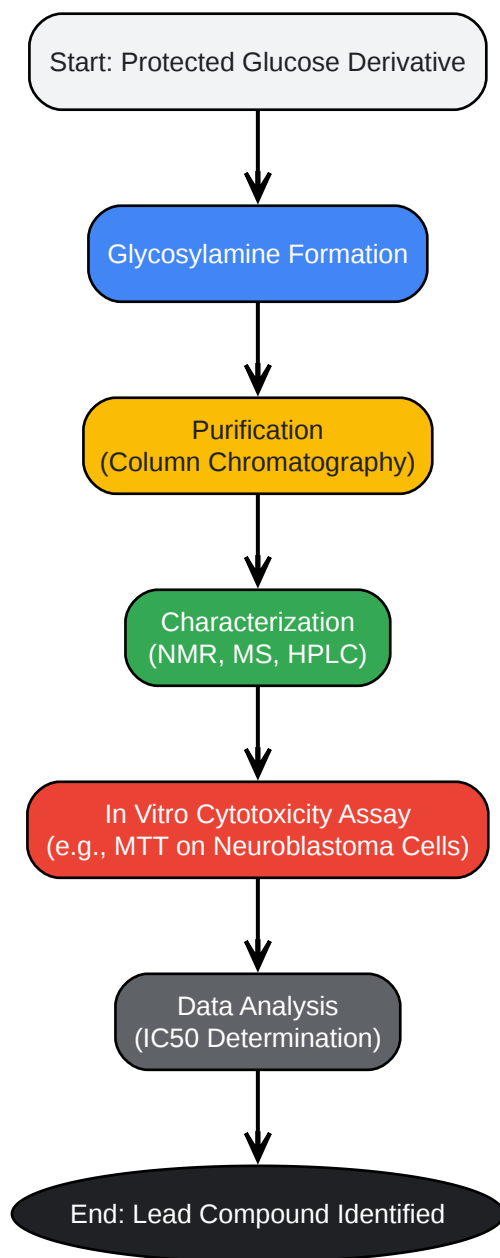 Start: Protected Glucose Derivative
Glycosylamine Formation
Purification
(Column Chromatography)
Characterization
(NMR, MS, HPLC)
In Vitro Cytotoxicity Assay
(e.g., MTT on Neuroblastoma Cells)
Data Analysis
(IC50 Determination)
End: Lead Compound Identified